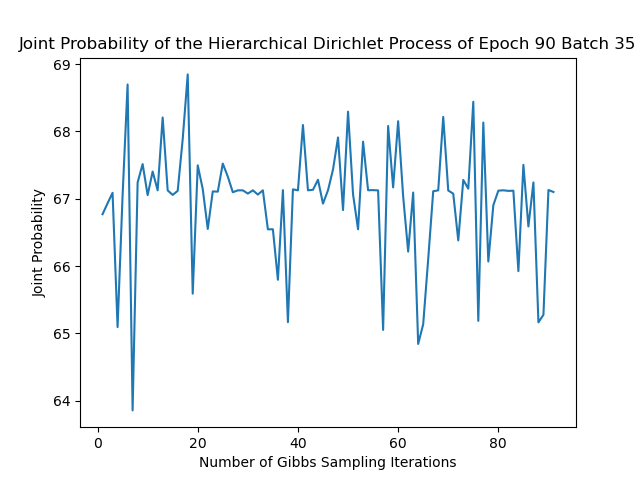 Joint Probability of the Hierarchical Dirichlet Process of Epoch 90 Batch 35
69
68
67
66
65
64
Joint Probability
0 20 40 60 80
Number of Gibbs Sampling Iterations